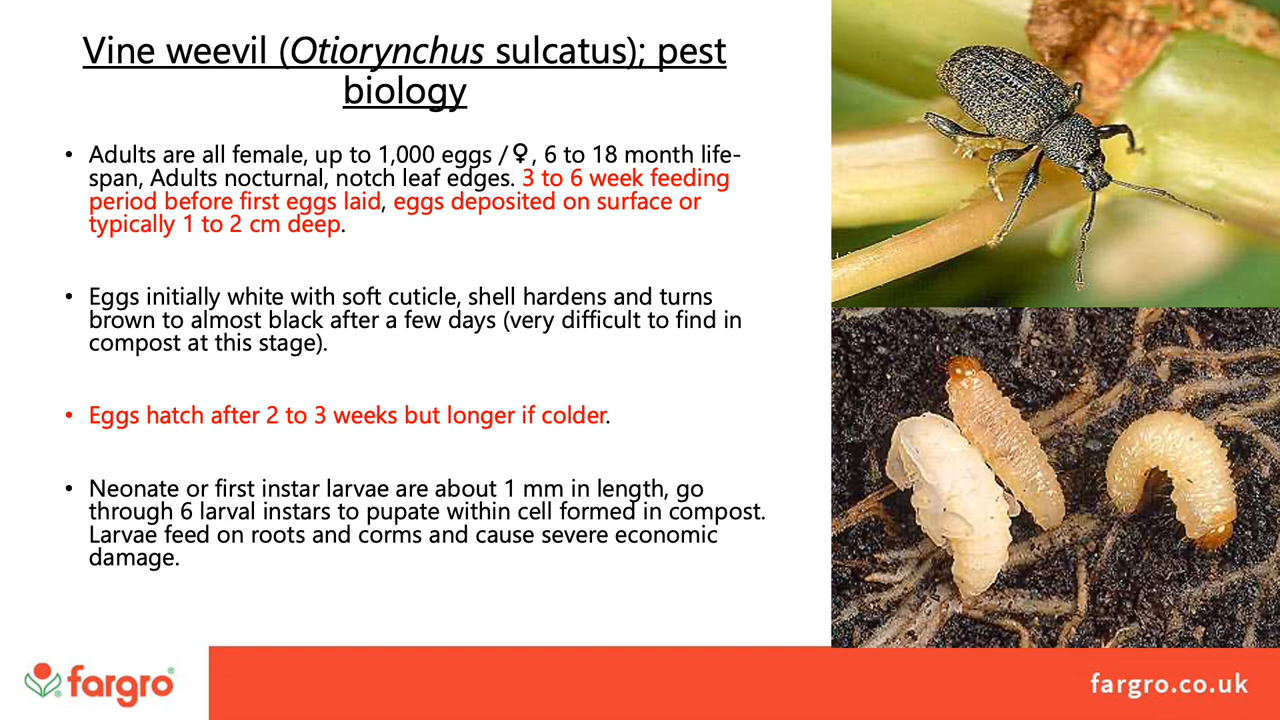 Vine weevil (Otiorynchus sulcatus); pest
biology
• Adults are all female, up to 1,000 eggs /♀, 6 to 18 month life-
span, Adults nocturnal, notch leaf edges. 3 to 6 week feeding
period before first eggs laid, eggs deposited on surface or
typically 1 to 2 cm deep.
• Eggs initially white with soft cuticle, shell hardens and turns
brown to almost black after a few days (very difficult to find in
compost at this stage).
• Eggs hatch after 2 to 3 weeks but longer if colder.
• Neonate or first instar larvae are about 1 mm in length, go
through 6 larval instars to pupate within cell formed in compost.
Larvae feed on roots and corms and cause severe economic
damage.
fargro®
fargro.co.uk